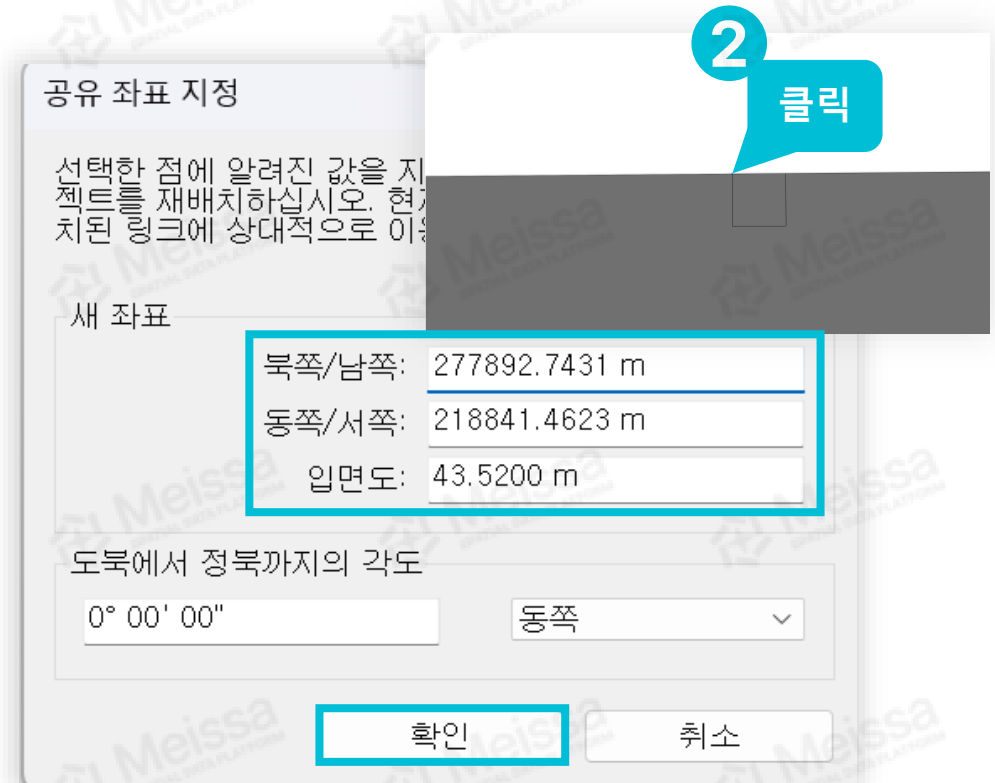 2
클릭
공유 좌표 지정
선택한 점에 알려진 값을 지
젝트를 재배치하십시오. 현
치된 링크에 상대적으로 이
새 좌표
북쪽/남쪽: 277892.7431 m
동쪽/서쪽: 218841.4623 m
입면도: 43.5200 m
도북에서 정북까지의 각도
0° 00' 00" 동쪽
확인 취소
Meissa
SPATIAL DATA PLATFORM